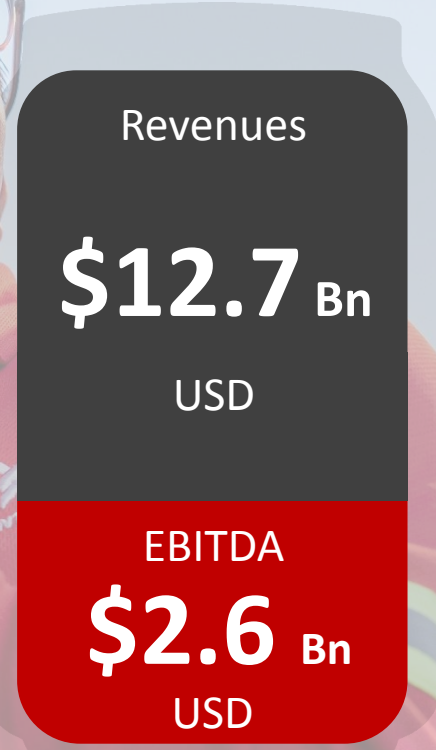 Revenues
$12.7 Bn
USD
EBITDA
$2.6 Bn
USD